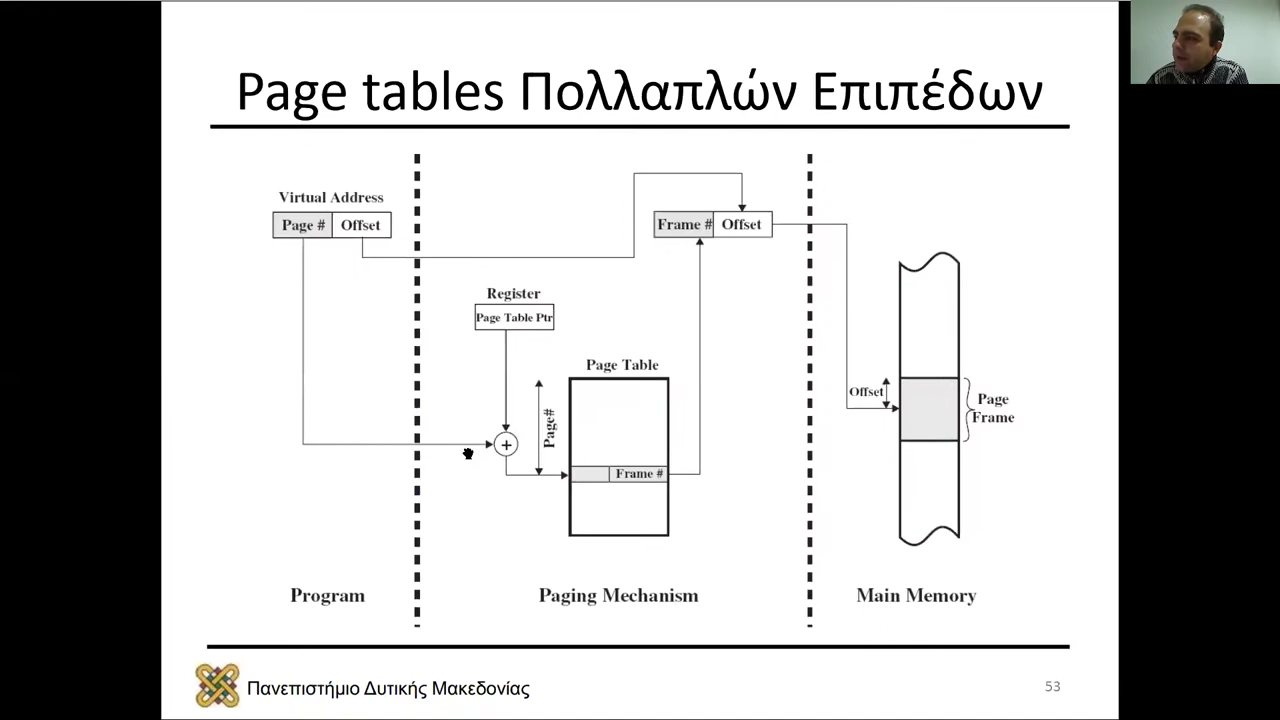 Page tables Πολλαπλών Επιπέδων
Virtual Address
Page # Offset
Frame # Offset
Register
Page Table Ptr
Page Table
Page#
Frame #
Offset
Page
Frame
Program
Paging Mechanism
Main Memory
Πανεπιστήμιο Δυτικής Μακεδονίας
53